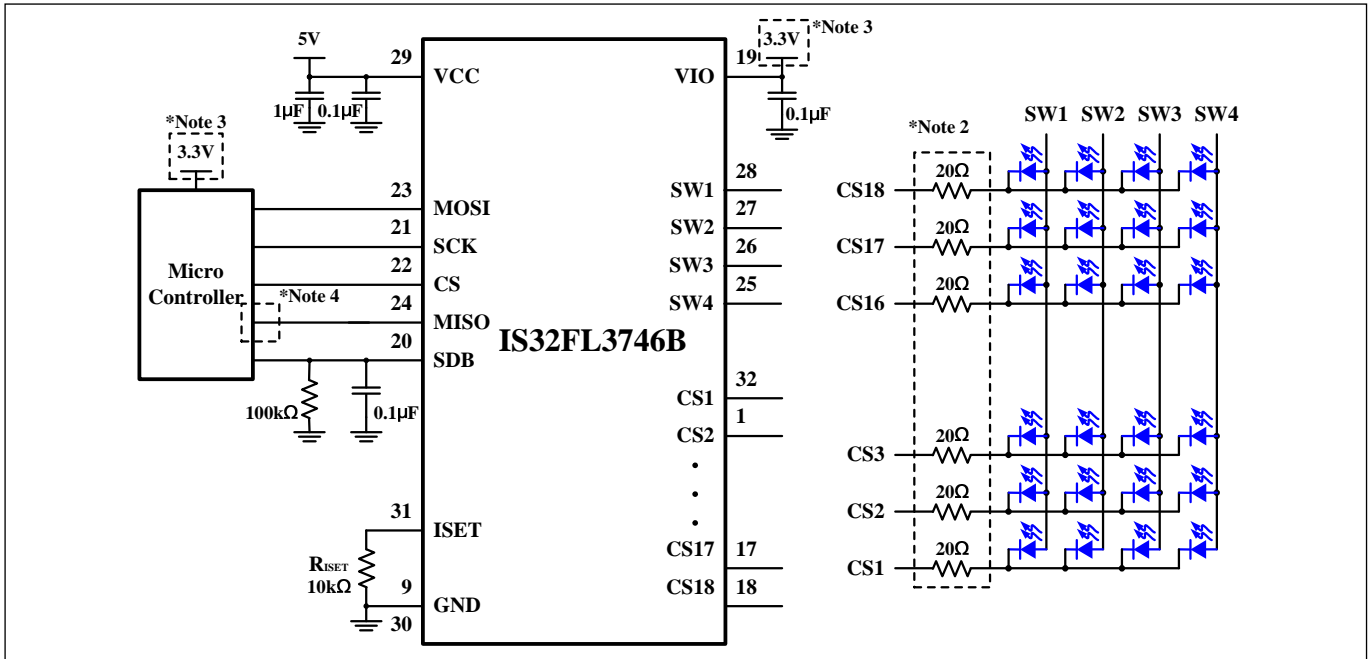 5V
29
VCC
1µF
0.1µF
*Note 3
3.3V
Micro
Controller
*Note 4
23
MOSI
21
SCK
22
CS
24
MISO
20
SDB
100kΩ
0.1µF
31
ISET
RISET
10kΩ
9
GND
30
IS32FL3746B
*Note 3
3.3V
19
VIO
0.1µF
28
SW1
27
SW2
26
SW3
25
SW4
32
CS1
1
CS2
CS17
17
CS18
18
*Note 2
SW1 SW2 SW3 SW4
CS18
20Ω
CS17
20Ω
CS16
20Ω
CS3
20Ω
CS2
20Ω
CS1
20Ω